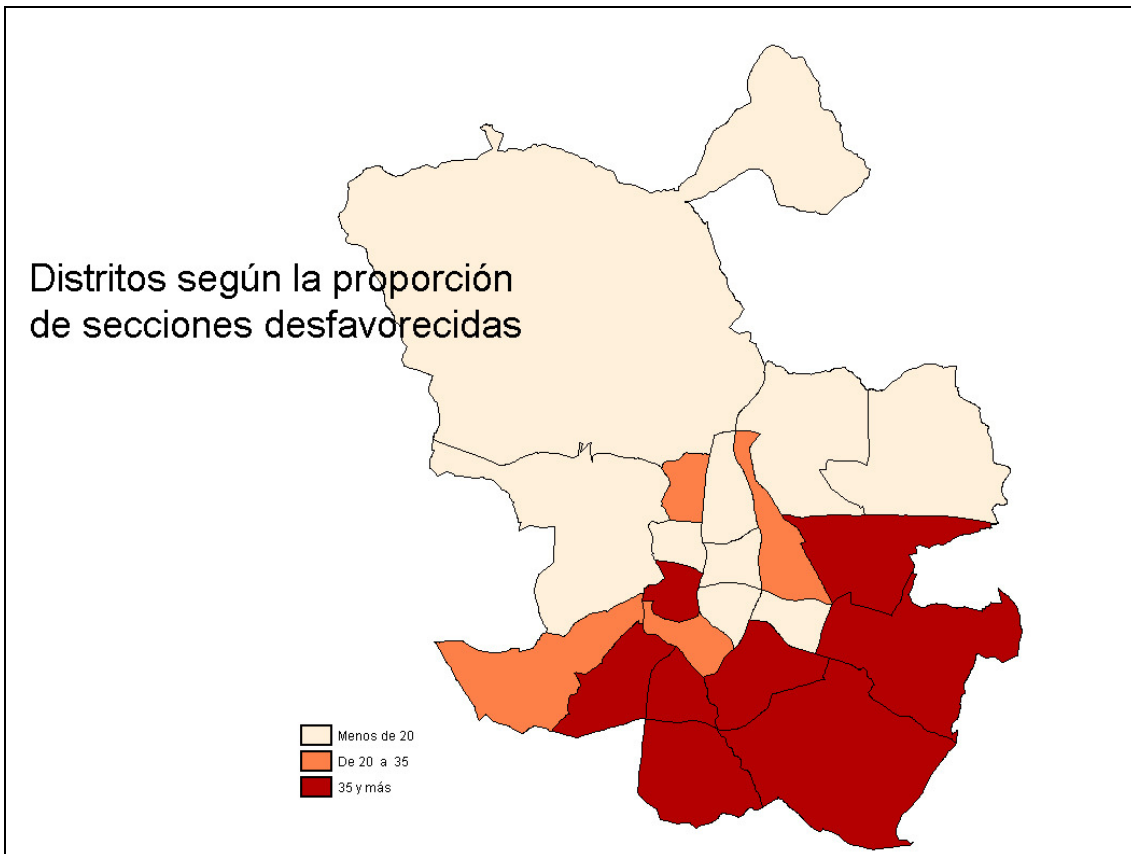 Distritos según la proporción
de secciones desfavorecidas
Menos de 20
De 20 a 35
35 y más